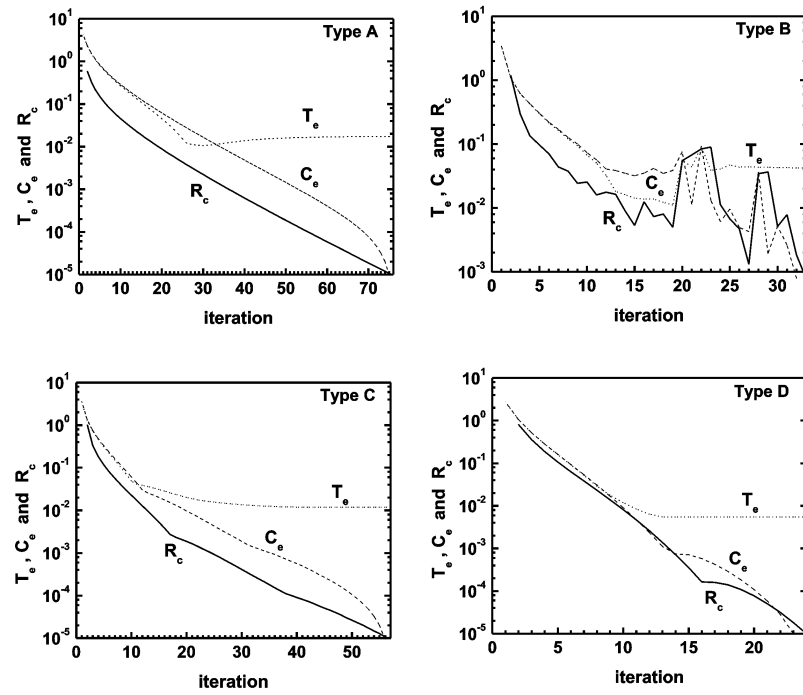 Type A
10^1
10^0
10^-1
10^-2
10^-3
10^-4
10^-5
T_e, C_e and R_c
T_e
C_e
R_c
0 10 20 30 40 50 60 70
iteration
Type B
10^1
10^0
10^-1
10^-2
10^-3
T_e, C_e and R_c
T_e
C_e
R_c
0 5 10 15 20 25 30
iteration
Type C
10^1
10^0
10^-1
10^-2
10^-3
10^-4
10^-5
T_e, C_e and R_c
T_e
C_e
R_c
0 10 20 30 40 50
iteration
Type D
10^1
10^0
10^-1
10^-2
10^-3
10^-4
10^-5
T_e, C_e and R_c
T_e
C_e
R_c
0 10 20
iteration